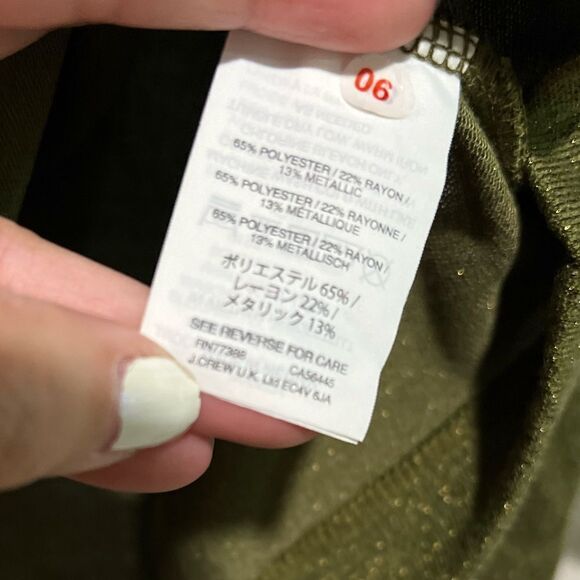 06
65% POLYESTER / 22% RAYON /
13% METALLIC
65% POLYESTER / 22% RAYONNE /
13% METALLIQUE
65% POLYESTER / 22% RAYON /
13% METALLISCH
ポリエステル 65% /
レーヨン 22% /
メタリック 13%
SEE REVERSE FOR CARE
RN77388 CA56445
J.CREW U.K. Ltd EC4V 6JA